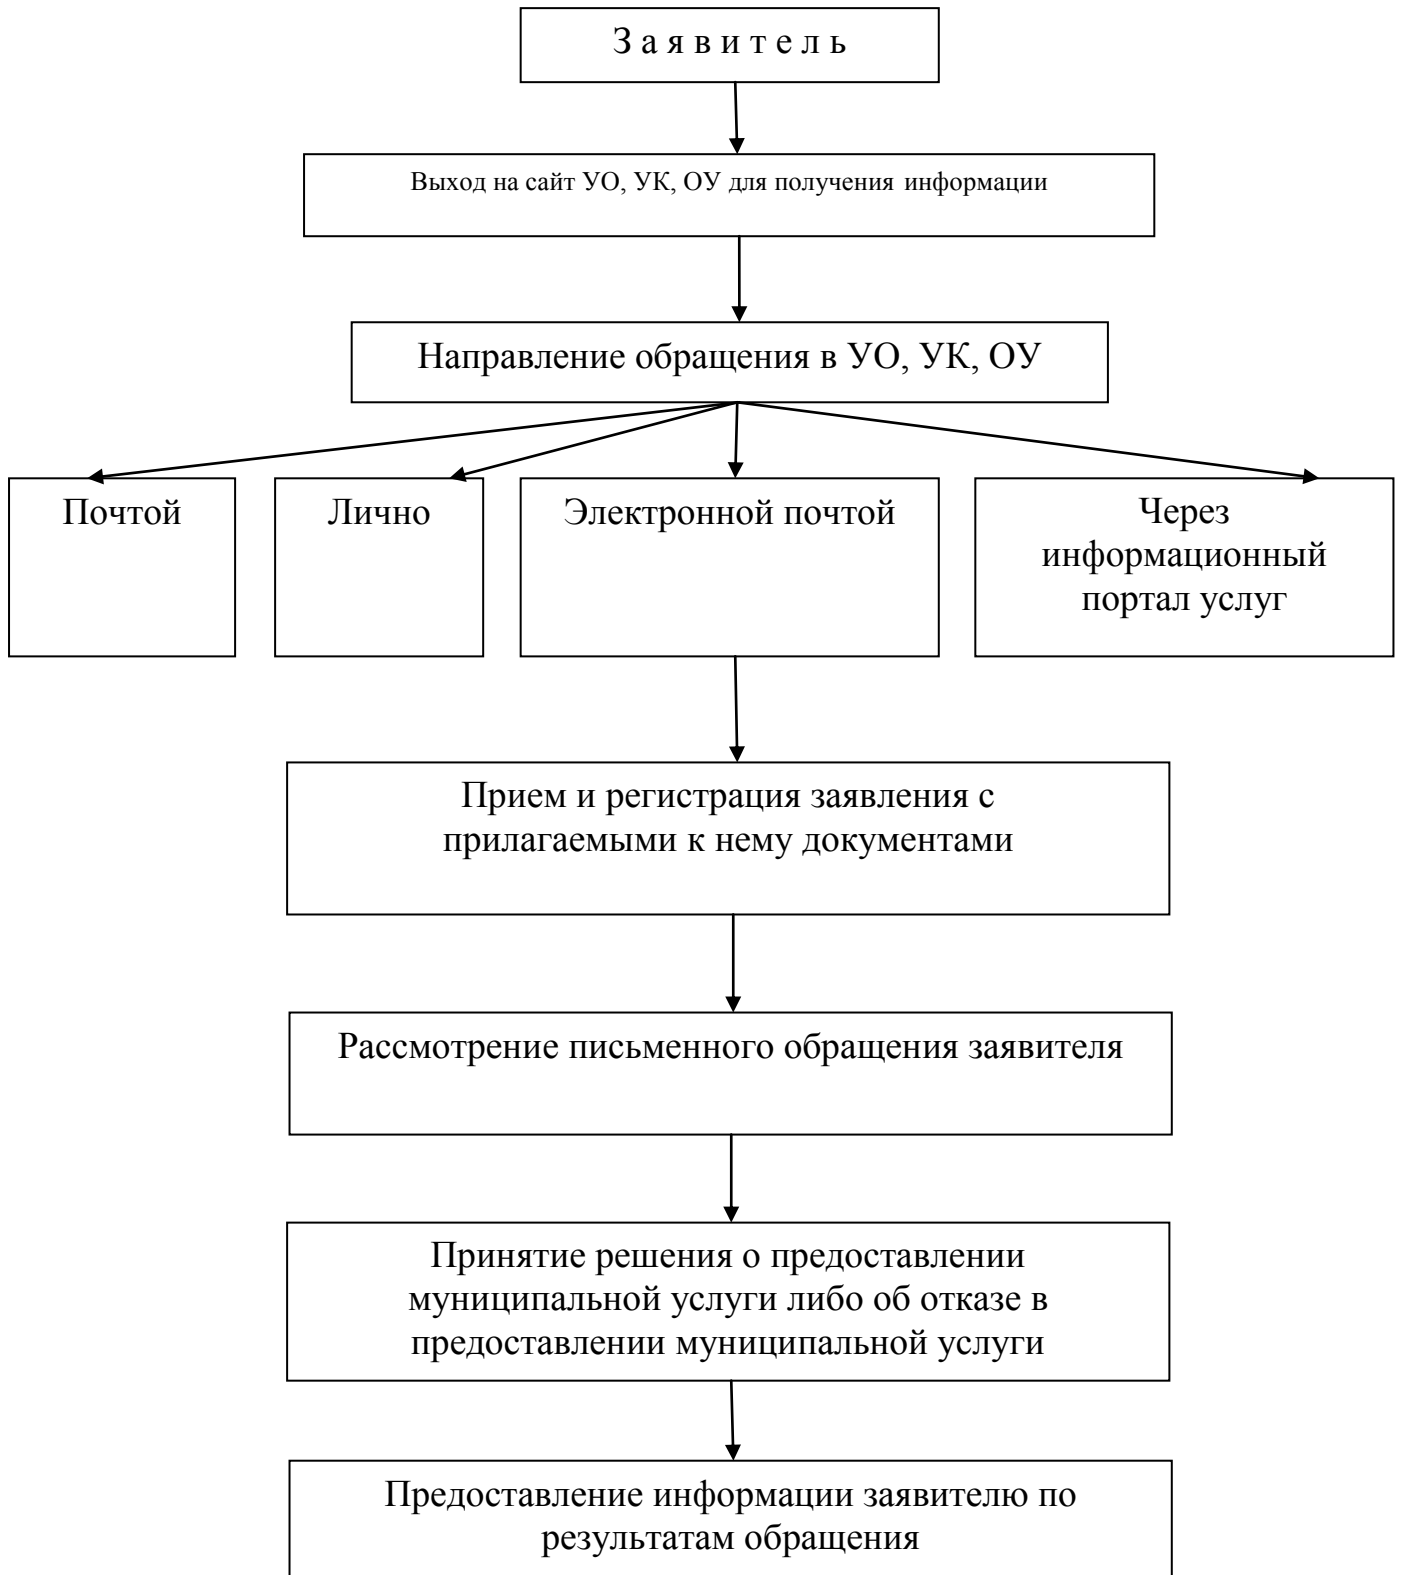 З а я в и т е л ь
Выход на сайт УО, УК, ОУ для получения информации
Направление обращения в УО, УК, ОУ
Почтой
Лично
Электронной почтой
Через
информационный
портал услуг
Прием и регистрация заявления с
прилагаемыми к нему документами
Рассмотрение письменного обращения заявителя
Принятие решения о предоставлении
муниципальной услуги либо об отказе в
предоставлении муниципальной услуги
Предоставление информации заявителю по
результатам обращения